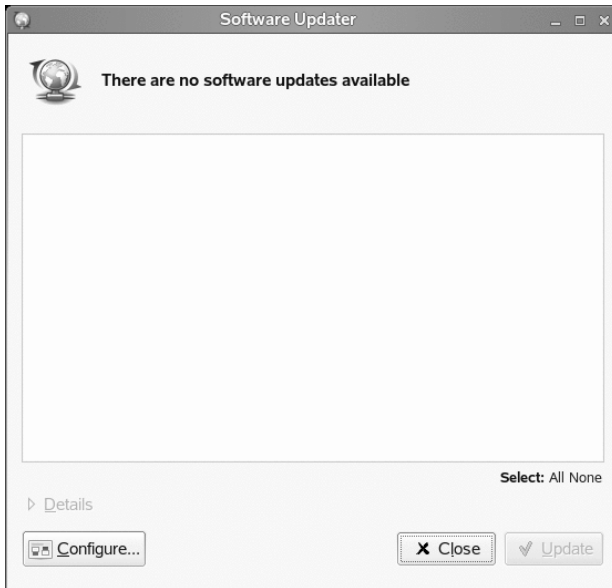 Software Updater
There are no software updates available
Select: All None
Details
Configure...
Close
Update